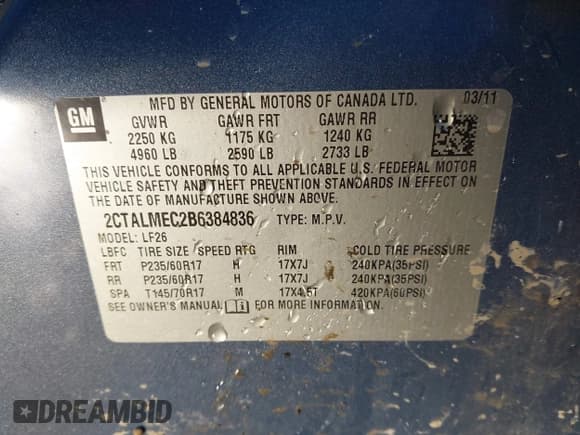 GM
MFD BY GENERAL MOTORS OF CANADA LTD. 03/11
GVWR GAWR FRT GAWR RR
2250 KG 1175 KG 1240 KG
4960 LB 2590 LB 2733 LB
THIS VEHICLE CONFORMS TO ALL APPLICABLE U.S. FEDERAL MOTOR
VEHICLE SAFETY AND THEFT PREVENTION STANDARDS IN EFFECT ON
THE DATE OF MANUFACTURE SHOWN ABOVE.
2CTALMEC2B6384836 TYPE: M.P.V.
MODEL: LF26
LBFC TIRE SIZE SPEED RTG RIM COLD TIRE PRESSURE
FRT P235/60R17 H 17X7J 240KPA(35PSI)
RR P235/60R17 H 17X7J 240KPA(35PSI)
SPA T145/70R17 M 17X4.5T 420KPA(60PSI)
SEE OWNER'S MANUAL FOR MORE INFORMATION
DREAMBID